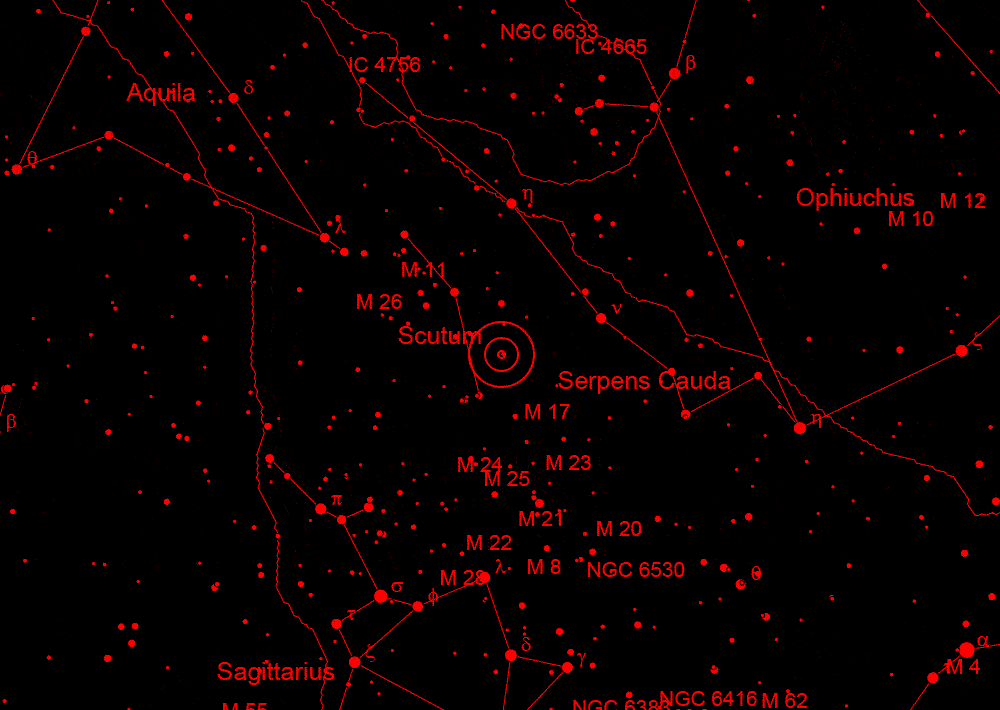 NGC 6633
IC 4665
β
IC 4756
δ
Aquila
θ
η
Ophiuchus
M 12
M 10
λ
M 11
M 26
ν
Scutum
ζ
Serpens Cauda
β
M 17
η
M 24
M 23
M 25
π
M 21
M 20
M 22
λ
M 8
NGC 6530
θ
M 28
σ
φ
τ
δ
α
ζ
γ
M 4
Sagittarius
NGC 6416
M 62
M 55